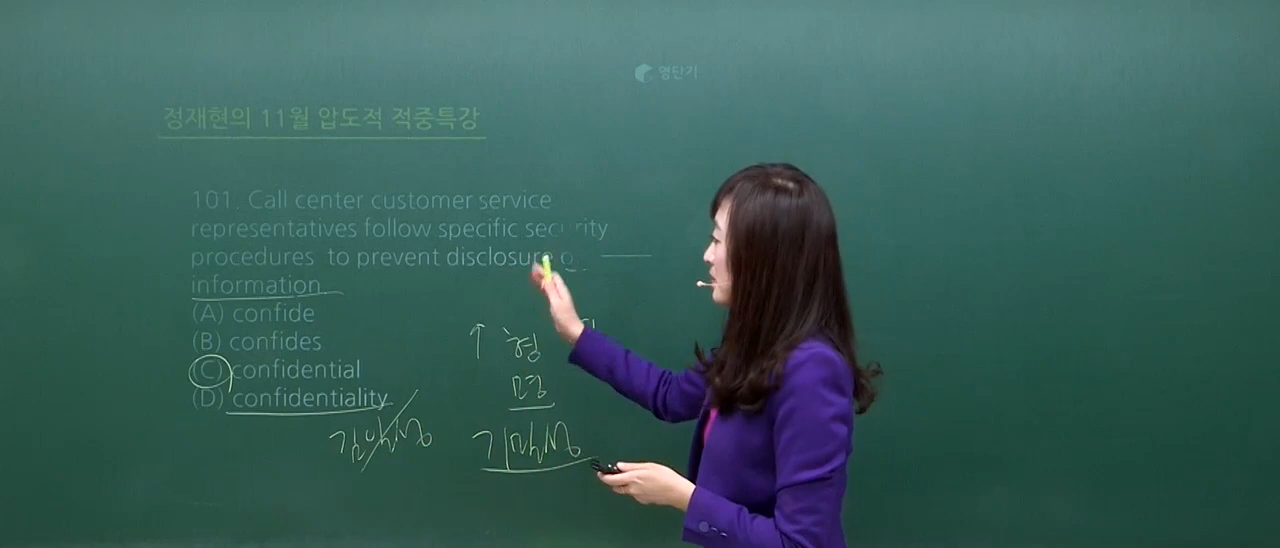 영단기
정재현의 11월 압도적 적중특강
101. Call center customer service
representatives follow specific security
procedures to prevent disclosure
information.
(A) confide
(B) confides
(C) confidential
(D) confidentiality
↑ 형
명
기밀성